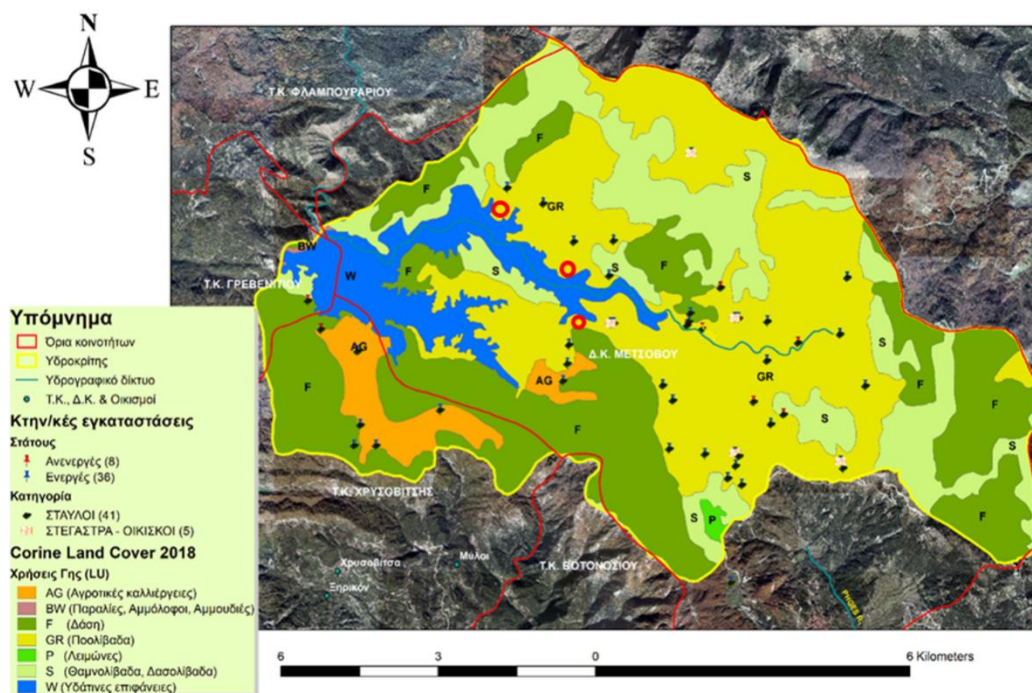 N
W E
S
Τ.Κ. ΦΛΑΜΠΟΥΡΑΡΙΟΥ
F
S
F
GR
BW
W
F
S
S
F
Τ.Κ. ΓΡΕΒΕΝΙΤΙΟΥ
AG
Δ.Κ. ΜΕΤΣΟΒΟΥ
S
GR
AG
F
F
F
F
S
S
Τ.Κ. ΧΡΥΣΟΒΙΤΣΗΣ
S
P
F
Τ.Κ. ΒΟΤΟΝΟΣΙΟΥ
Χρυσοβίτσα
Μύλοι
Ξηρικόν
Υπόμνημα
Όρια κοινοτήτων
Υδροκρίτης
Υδρογραφικό δίκτυο
Τ.Κ., Δ.Κ. & Οικισμοί
Κτην/κές εγκαταστάσεις
Στάτους
Ανενεργές (8)
Ενεργές (36)
Κατηγορία
ΣΤΑΥΛΟΙ (41)
ΣΤΕΓΑΣΤΡΑ - ΟΙΚΙΣΚΟΙ (5)
Corine Land Cover 2018
Χρήσεις Γης (LU)
AG (Αγροτικές καλλιέργειες)
BW (Παραλίες, Αμμόλοφοι, Αμμουδιές)
F (Δάση)
GR (Ποολίβαδα)
P (Λειμώνες)
S (Θαμνολίβαδα, Δασολίβαδα)
W (Υδάτινες επιφάνειες)
6 3 0 6 Kilometers